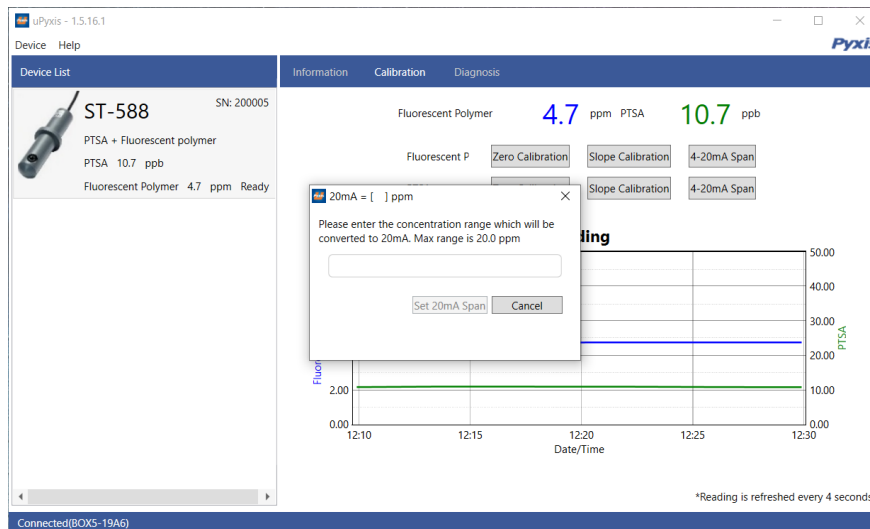 uPyxis - 1.5.16.1
Device Help
Pyxis
Device List
Information Calibration Diagnosis
ST-588 SN: 200005
PTSA + Fluorescent polymer
PTSA 10.7 ppb
Fluorescent Polymer 4.7 ppm Ready
Fluorescent Polymer 4.7 ppm PTSA 10.7 ppb
Fluorescent P Zero Calibration Slope Calibration 4-20mA Span
Slope Calibration 4-20mA Span
20mA = [ ] ppm
Please enter the concentration range which will be
converted to 20mA. Max range is 20.0 ppm
Set 20mA Span Cancel
50.00
40.00
30.00
20.00
10.00
0.00
PTSA
2.00
0.00
12:10 12:15 12:20 12:25 12:30
Date/Time
*Reading is refreshed every 4 seconds
Connected(BOX5-19A6)